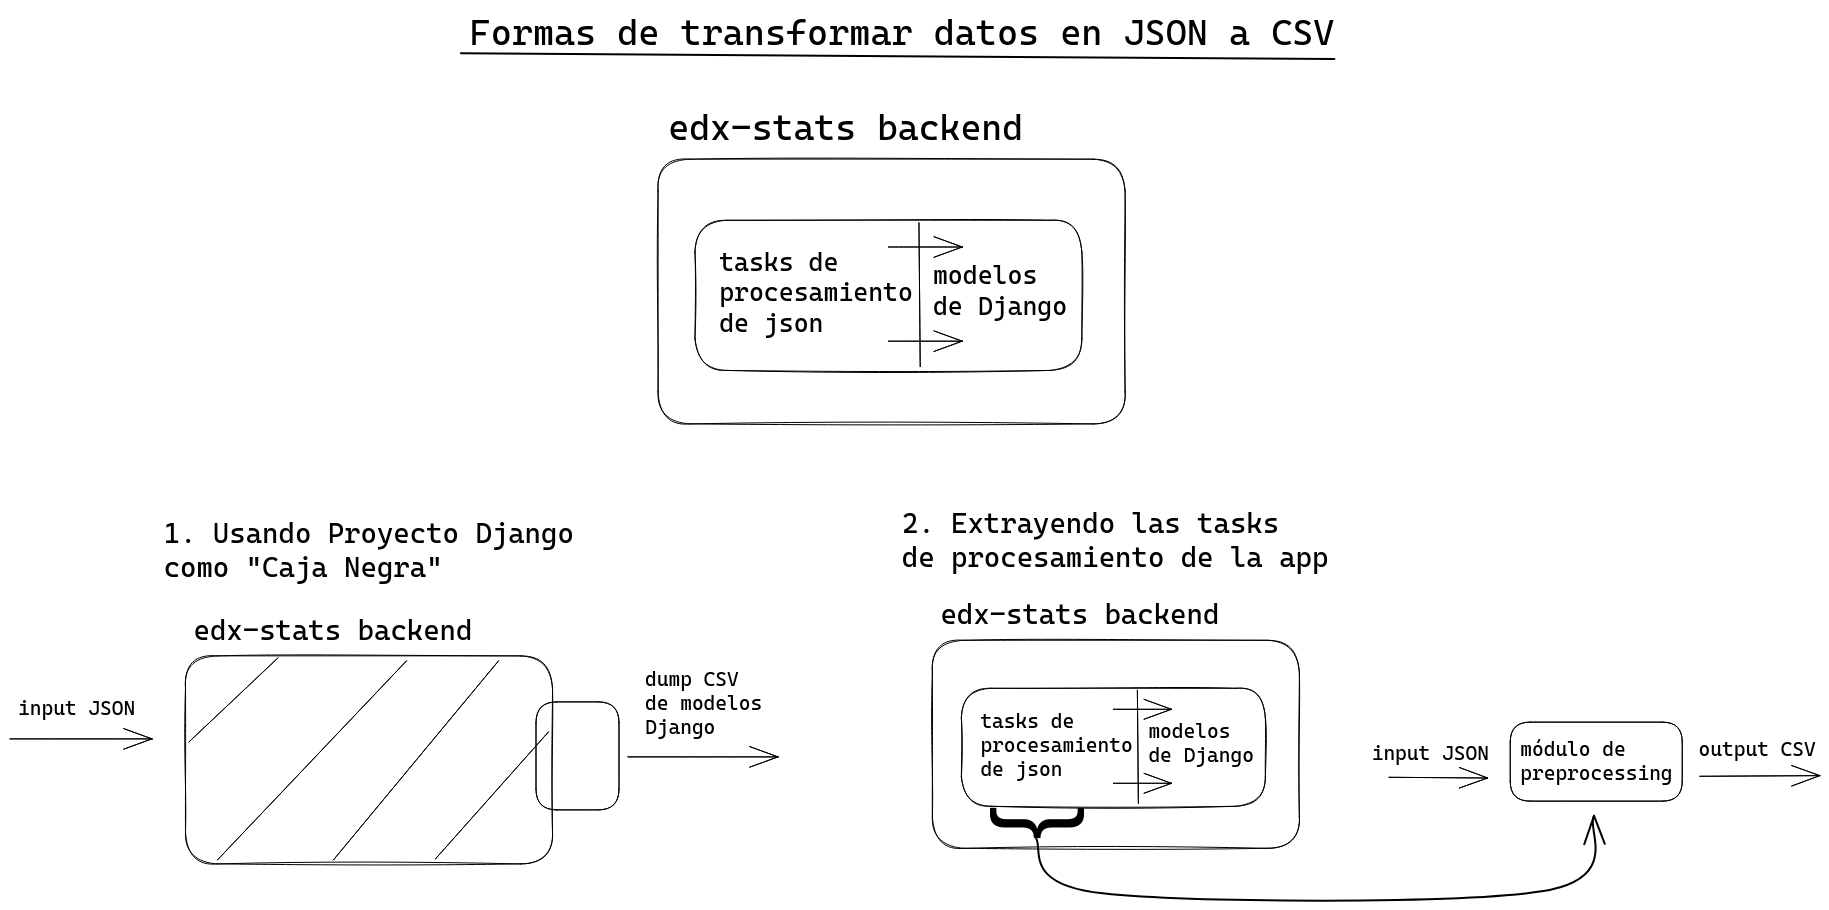 Formas de transformar datos en JSON a CSV
edx-stats backend
tasks de
procesamiento
de json
modelos
de Django
1. Usando Proyecto Django
como "Caja Negra"
edx-stats backend
input JSON
dump CSV
de modelos
Django
2. Extrayendo las tasks
de procesamiento de la app
edx-stats backend
tasks de
procesamiento
de json
modelos
de Django
input JSON
módulo de
preprocessing
output CSV